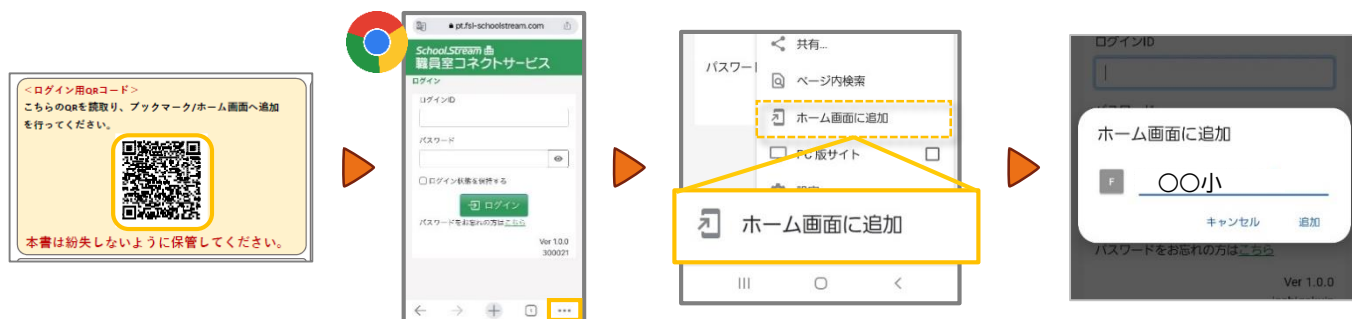 ＜ログイン用QRコード＞
こちらのQRを読取り、ブックマーク/ホーム画面へ追加
を行ってください。
本書は紛失しないように保管してください。
pt.fsl-schoolstream.com
School Stream
職員室コネクトサービス
ログイン
ログインID
パスワード
ログイン状態を保持する
ログイン
パスワードをお忘れの方はこちら
Ver 1.0.0
300021
共有...
パスワー
ページ内検索
ホーム画面に追加
PC版サイト
ホーム画面に追加
ログインID
ホーム画面に追加
F
〇〇小
キャンセル 追加
パスワードをお忘れの方はこちら
Ver 1.0.0